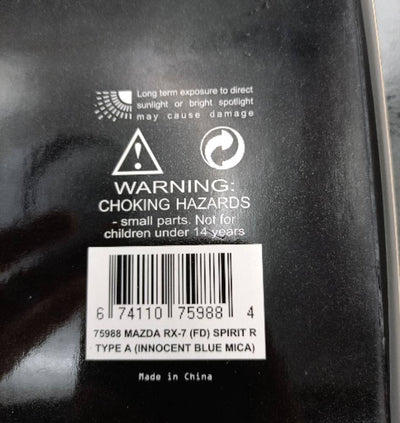 Long term exposure to direct
sunlight or bright spotlight
may cause damage
WARNING:
CHOKING HAZARDS
- small parts. Not for
children under 14 years
6 74110 75988 4
75988 MAZDA RX-7 (FD) SPIRIT R
TYPE A (INNOCENT BLUE MICA)
Made in China